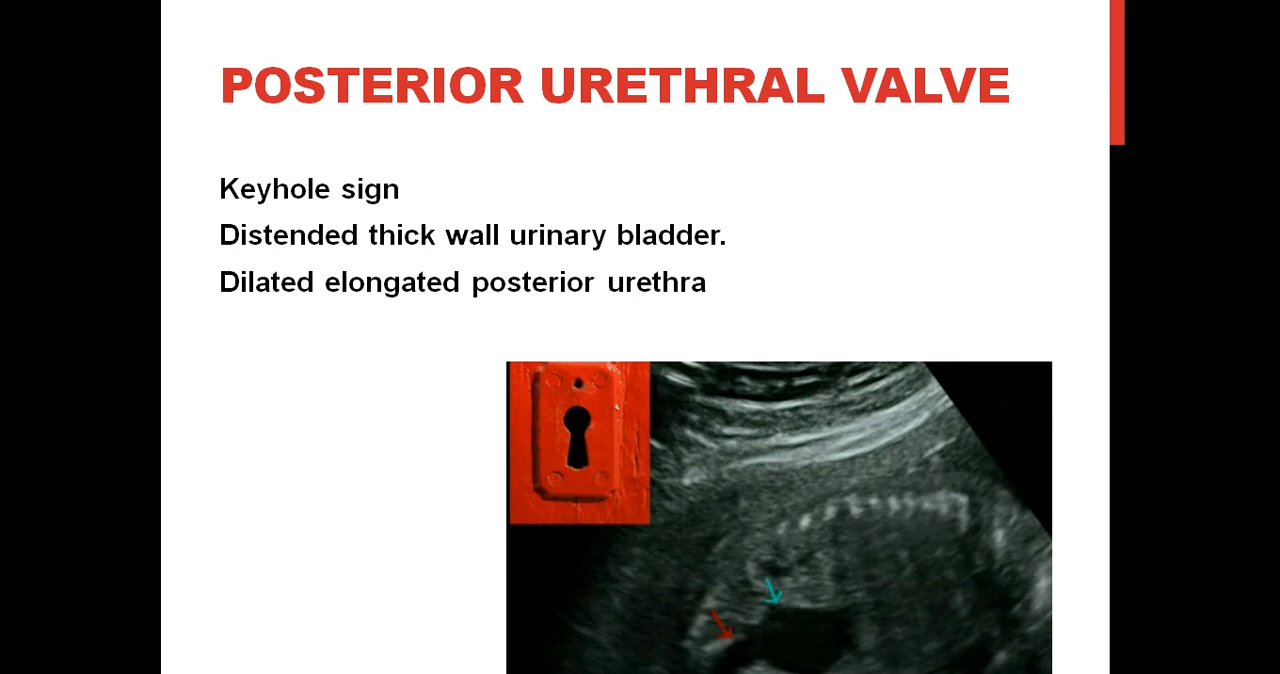 POSTERIOR URETHRAL VALVE
Keyhole sign
Distended thick wall urinary bladder.
Dilated elongated posterior urethra